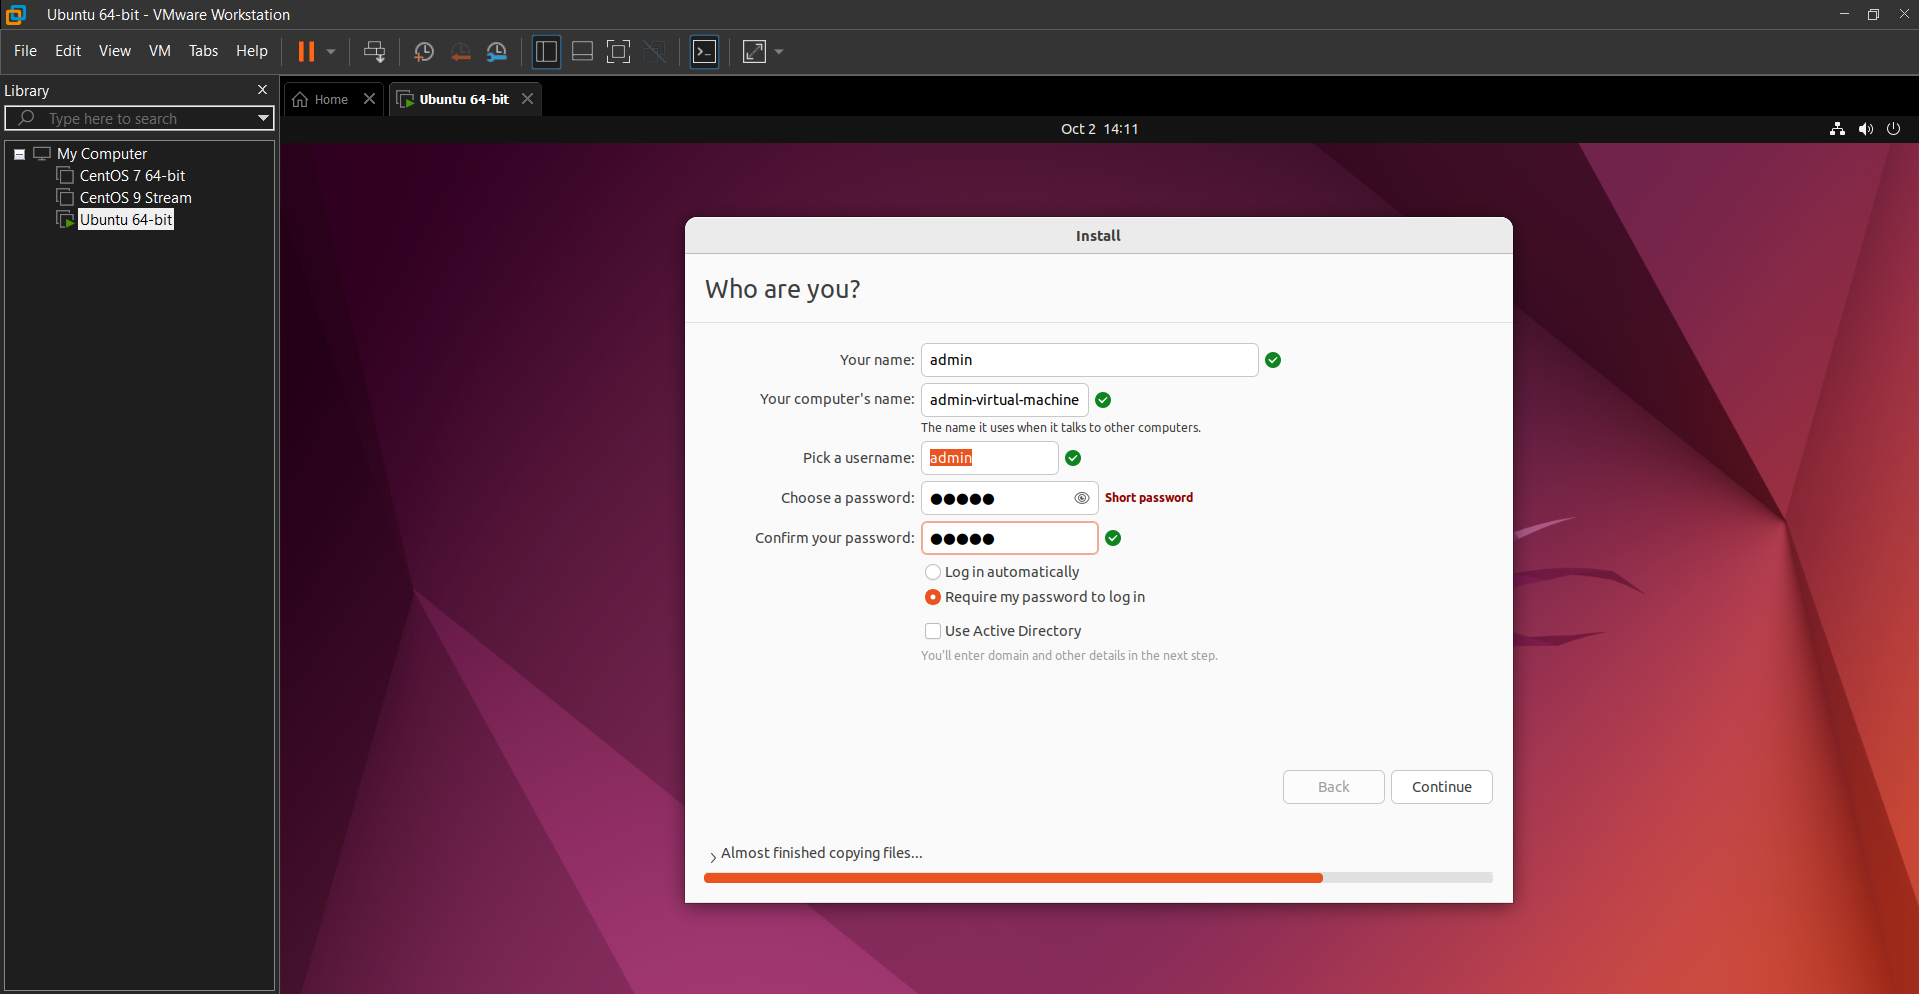 Ubuntu 64-bit - VMware Workstation
File Edit View VM Tabs Help
Library
Type here to search
My Computer
CentOS 7 64-bit
CentOS 9 Stream
Ubuntu 64-bit
Home
Ubuntu 64-bit
Oct 2 14:11
Install
Who are you?
Your name: admin
Your computer's name: admin-virtual-machine
The name it uses when it talks to other computers.
Pick a username: admin
Choose a password: ●●●●● Short password
Confirm your password: ●●●●●
Log in automatically
Require my password to log in
Use Active Directory
You'll enter domain and other details in the next step.
Back Continue
Almost finished copying files...